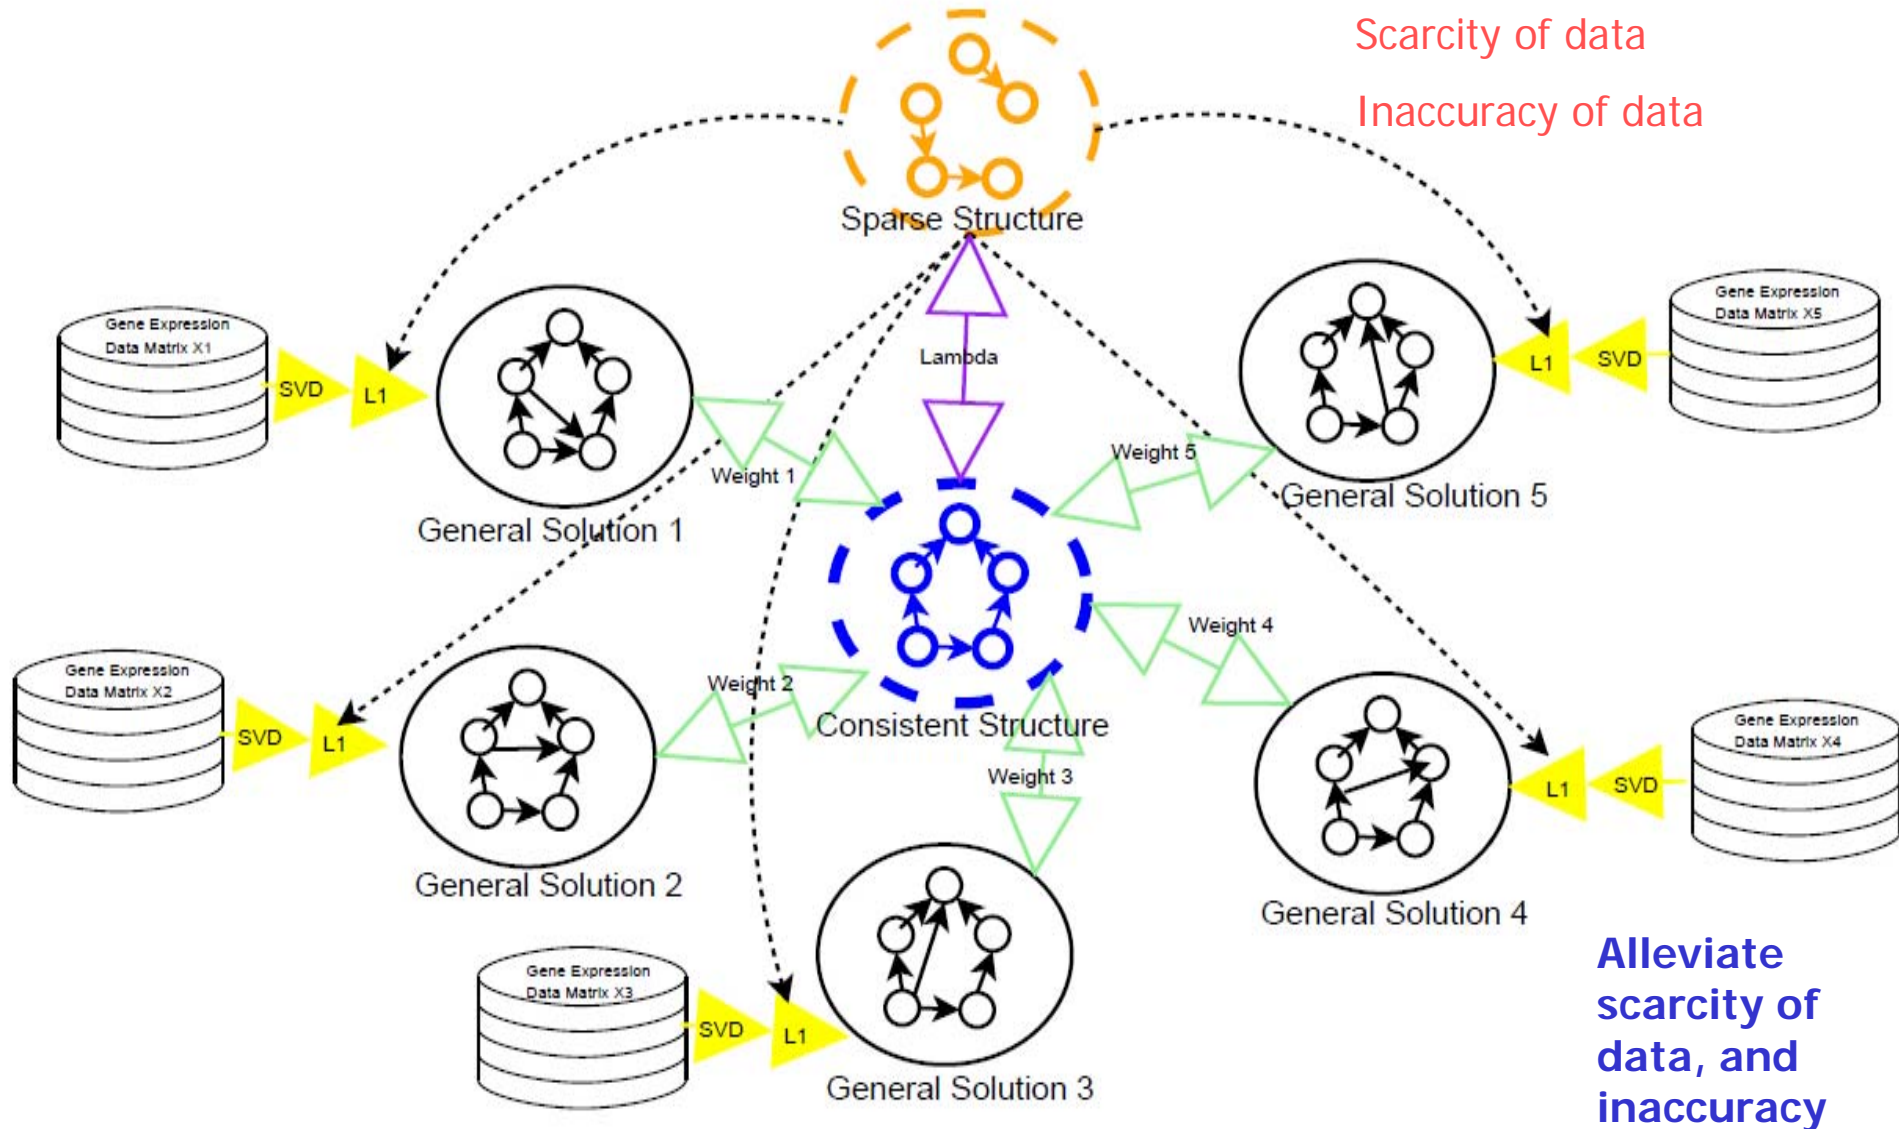 Scarcity of data
Inaccuracy of data
Sparse Structure
Gene Expression
Data Matrix X1
SVD
L1
General Solution 1
Lambda
Weight 1
Weight 5
Gene Expression
Data Matrix X5
SVD
L1
General Solution 5
Gene Expression
Data Matrix X2
SVD
L1
General Solution 2
Weight 2
Consistent Structure
Weight 4
Weight 3
Gene Expression
Data Matrix X4
SVD
L1
General Solution 4
Gene Expression
Data Matrix X3
SVD
L1
General Solution 3
Alleviate
scarcity of
data, and
inaccuracy